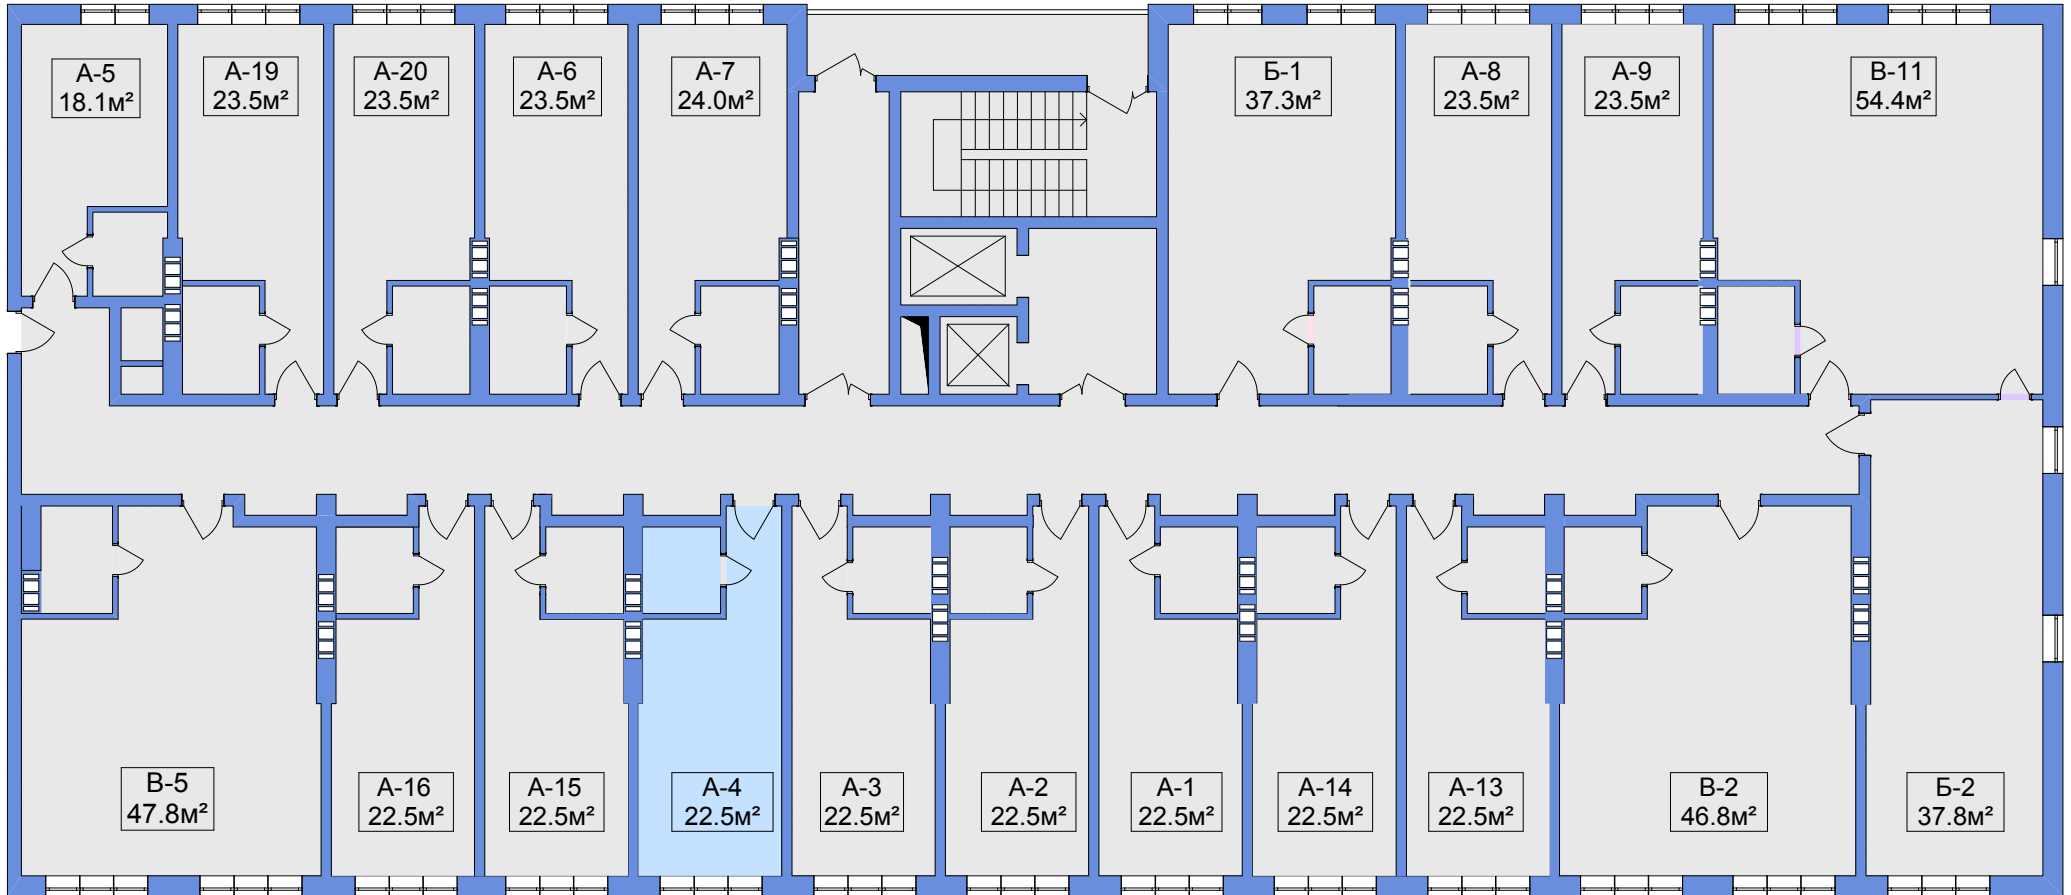 А-5
18.1м²
А-19
23.5м²
А-20
23.5м²
А-6
23.5м²
А-7
24.0м²
Б-1
37.3м²
А-8
23.5м²
А-9
23.5м²
В-11
54.4м²
В-5
47.8м²
А-16
22.5м²
А-15
22.5м²
А-4
22.5м²
А-3
22.5м²
А-2
22.5м²
А-1
22.5м²
А-14
22.5м²
А-13
22.5м²
В-2
46.8м²
Б-2
37.8м²